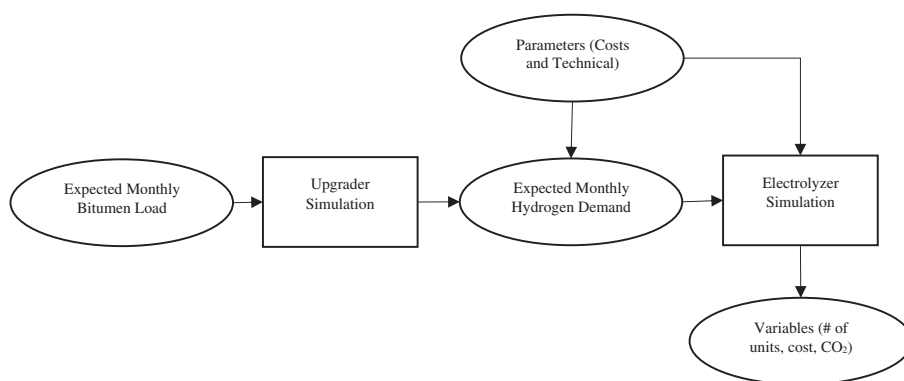 Parameters (Costs
and Technical)
Expected Monthly
Bitumen Load
Upgrader
Simulation
Expected Monthly
Hydrogen Demand
Electrolyzer
Simulation
Variables (# of
units, cost, CO₂)